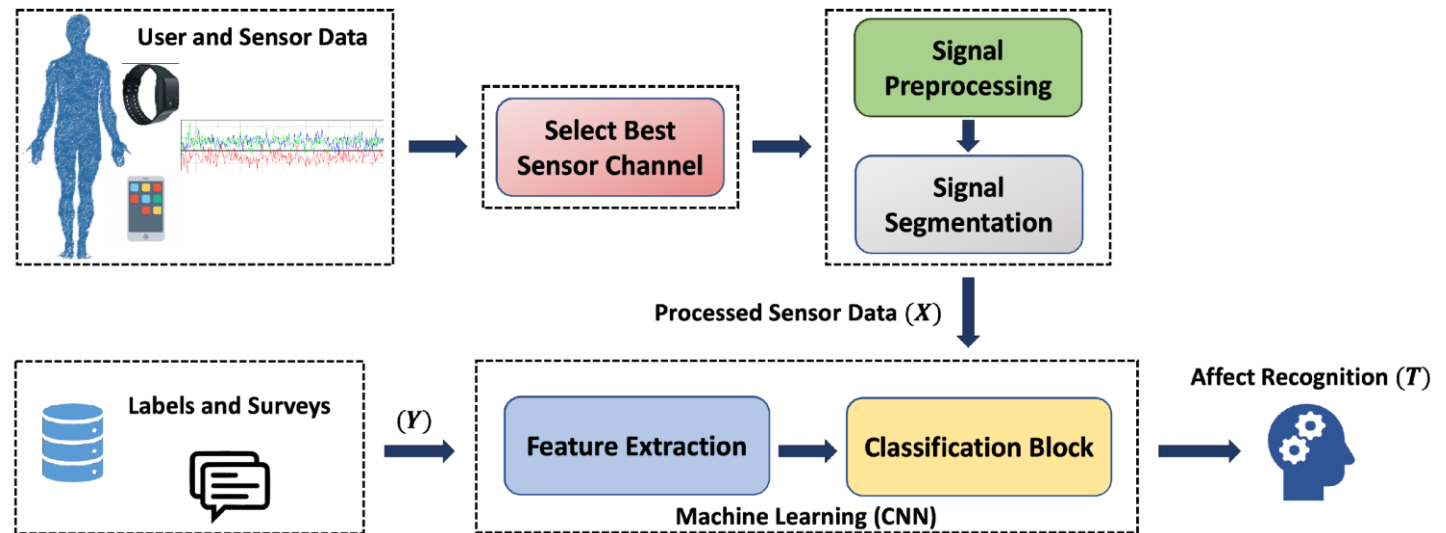 User and Sensor Data
Signal
Preprocessing
Select Best
Sensor Channel
Signal
Segmentation
Processed Sensor Data (X)
Labels and Surveys
(Y)
Feature Extraction
Classification Block
Machine Learning (CNN)
Affect Recognition (T)